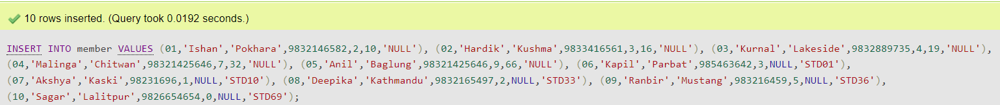 10 rows inserted. (Query took 0.0192 seconds.)
INSERT INTO member VALUES (01,'Ishan','Pokhara',9832146582,2,10,'NULL'), (02,'Hardik','Kushma',9833416561,3,16,'NULL'), (03,'Kurnal','Lakeside',9832889735,4,19,'NULL'),
(04,'Malinga','Chitwan',98321425646,7,32,'NULL'), (05,'Anil','Baglung',98321425646,9,66,'NULL'), (06,'Kapil','Parbat',985463642,3,NULL,'STD01'),
(07,'Akshya','Kaski',98231696,1,NULL,'STD10'), (08,'Deepika','Kathmandu',9832165497,2,NULL,'STD33'), (09,'Ranbir','Mustang',983216459,5,NULL,'STD36'),
(10,'Sagar','Lalitpur',9826654654,0,NULL,'STD69');